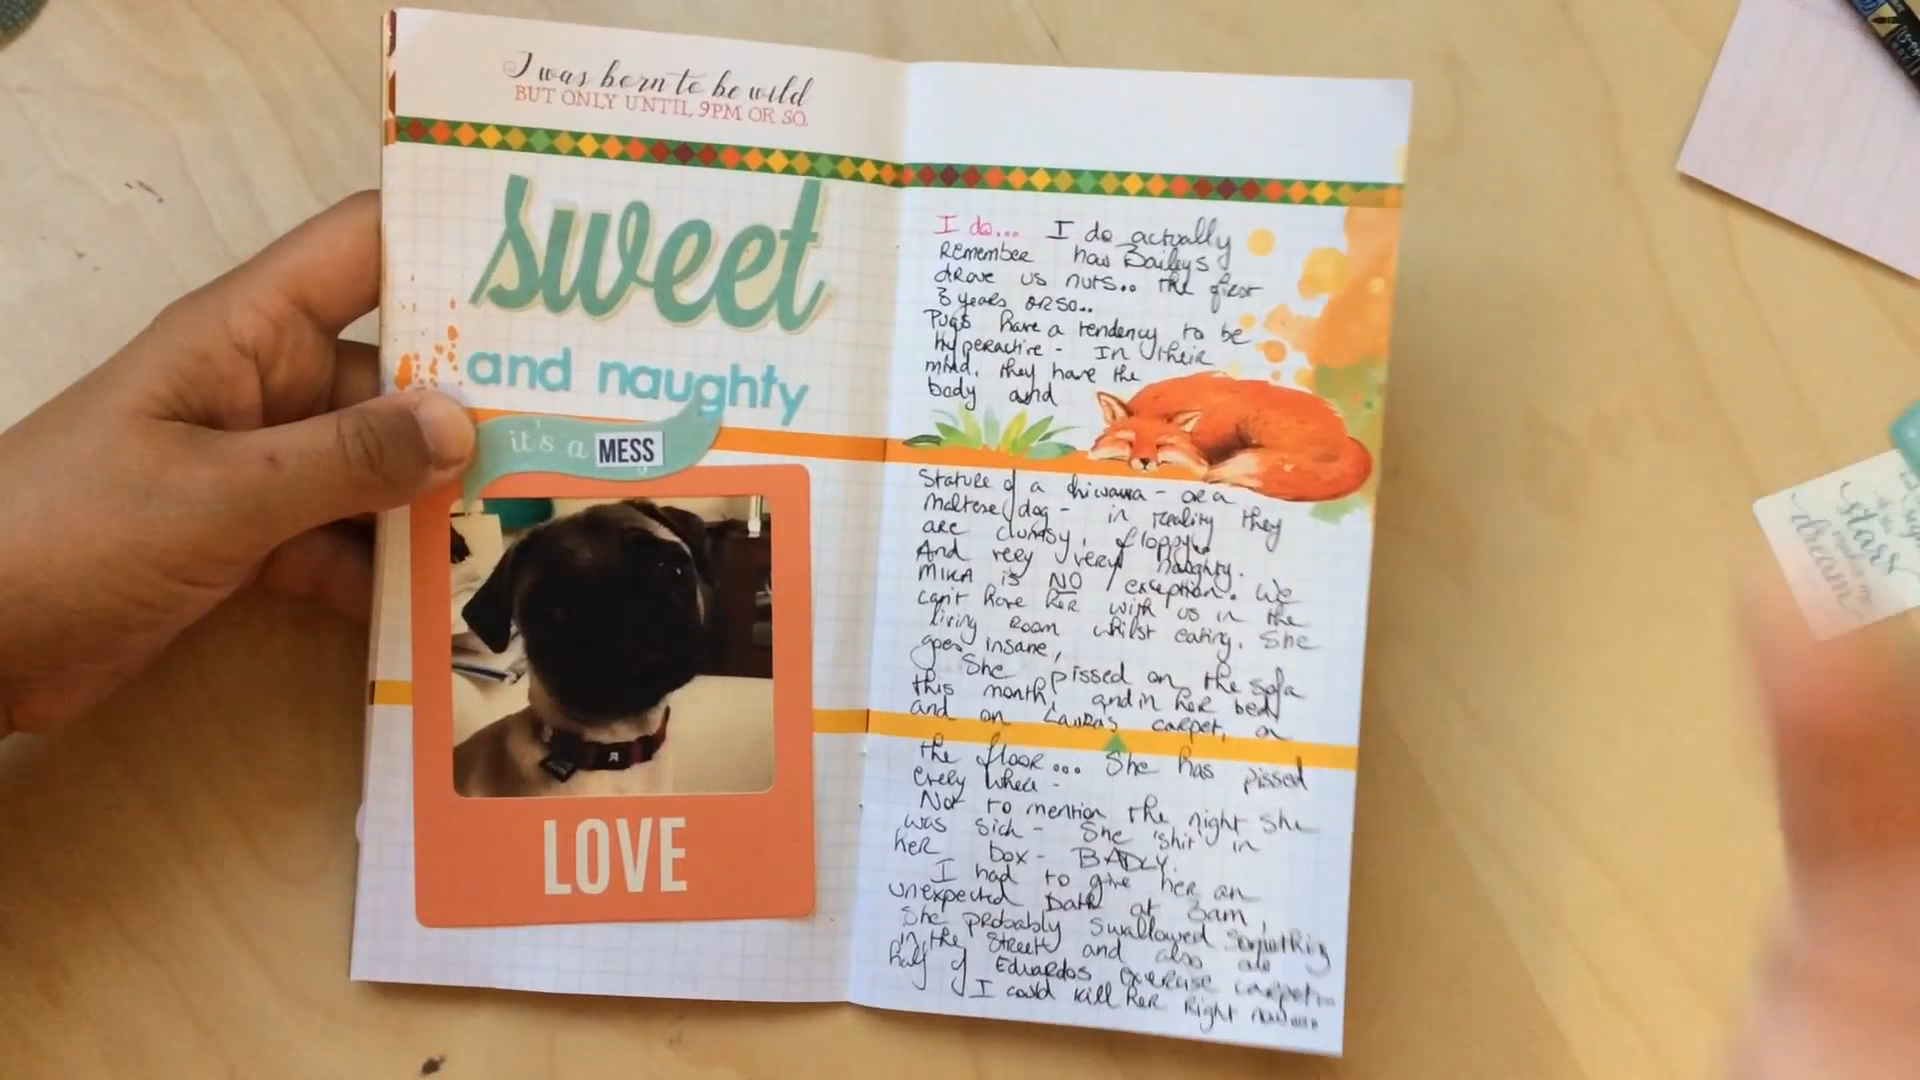 I was born to be wild
BUT ONLY UNTIL 9PM OR SO.
sweet
and naughty
it's a MESS
LOVE
I do... I do actually
Remember how Baileys
drove us nuts.. the first
3 years OR so..
Pugs have a tendency to be
Hyperactive - In their
mind, they have the
body and
Stature of a chiwawa - OR a
Maltese dog - in reality they
are clumsy, floppy
And very very naughty.
MIKA is NO exception. We
can't have her with us in the
living Room whilst eating. She
goes insane,
She pissed on the sofa
this month, and in her bed
and on Lauras carpet, on
the floor... She has pissed
every where -
Not to mention the night she
was sick - She 'shit' in
her box - BADLY.
I had to give her an
unexpected Bath at 3am,
She probably swallowed something
in the street and also ate
half of Eduardos exercise carpet
I could kill her Right now....
stars
dream